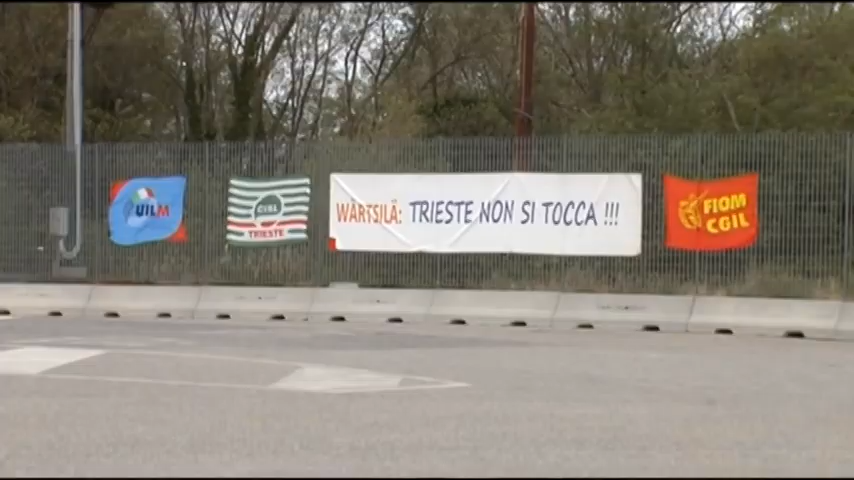 UILM
CISL
TRIESTE
WÄRTSILÄ: TRIESTE NON SI TOCCA !!!
FIOM
CGIL